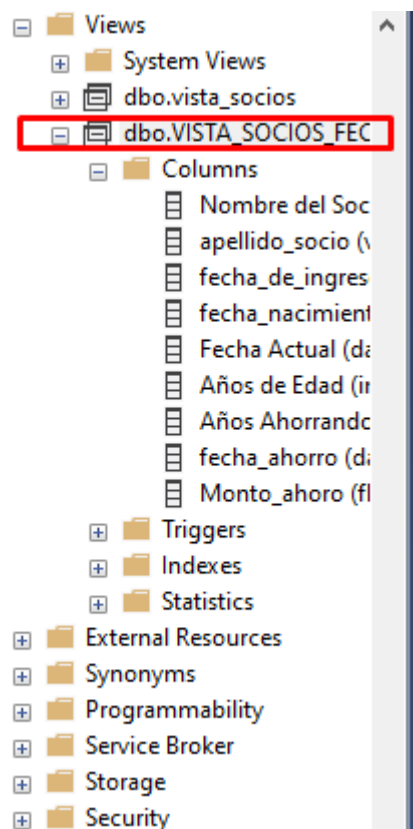 Views
System Views
dbo.vista_socios
dbo.VISTA_SOCIOS_FEC
Columns
Nombre del Soc
apellido_socio (v
fecha_de_ingres
fecha_nacimient
Fecha Actual (da
Años de Edad (in
Años Ahorrando
fecha_ahorro (da
Monto_ahoro (fl
Triggers
Indexes
Statistics
External Resources
Synonyms
Programmability
Service Broker
Storage
Security